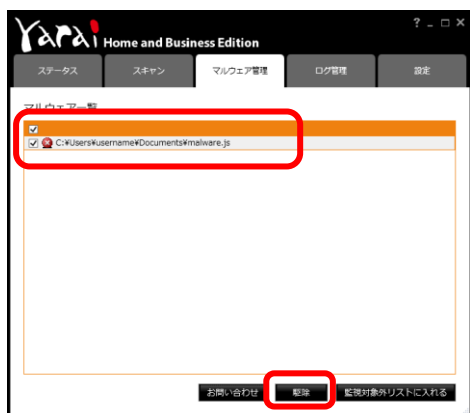 Yarai Home and Business Edition
? _ □ ×
ステータス スキャン マルウェア管理 ログ管理 設定
マルウェア一覧
C:¥Users¥username¥Documents¥malware.js
お問い合わせ 駆除 監視対象外リストに入れる